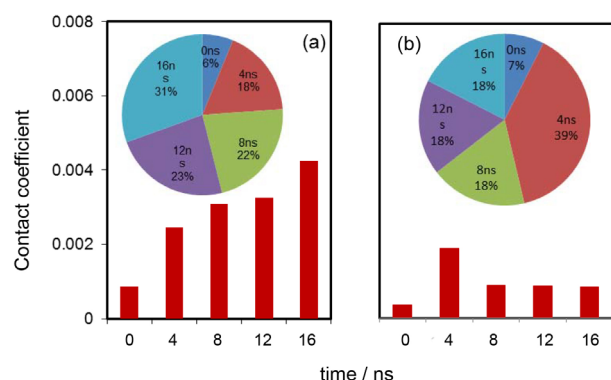 0.008
0.006
0.004
0.002
0
Contact coefficient
(a)
0ns
6%
4ns
18%
8ns
22%
12n
s
23%
16n
s
31%
0 4 8 12 16
(b)
0ns
7%
4ns
39%
8ns
18%
12n
s
18%
16n
s
18%
0 4 8 12 16
time / ns